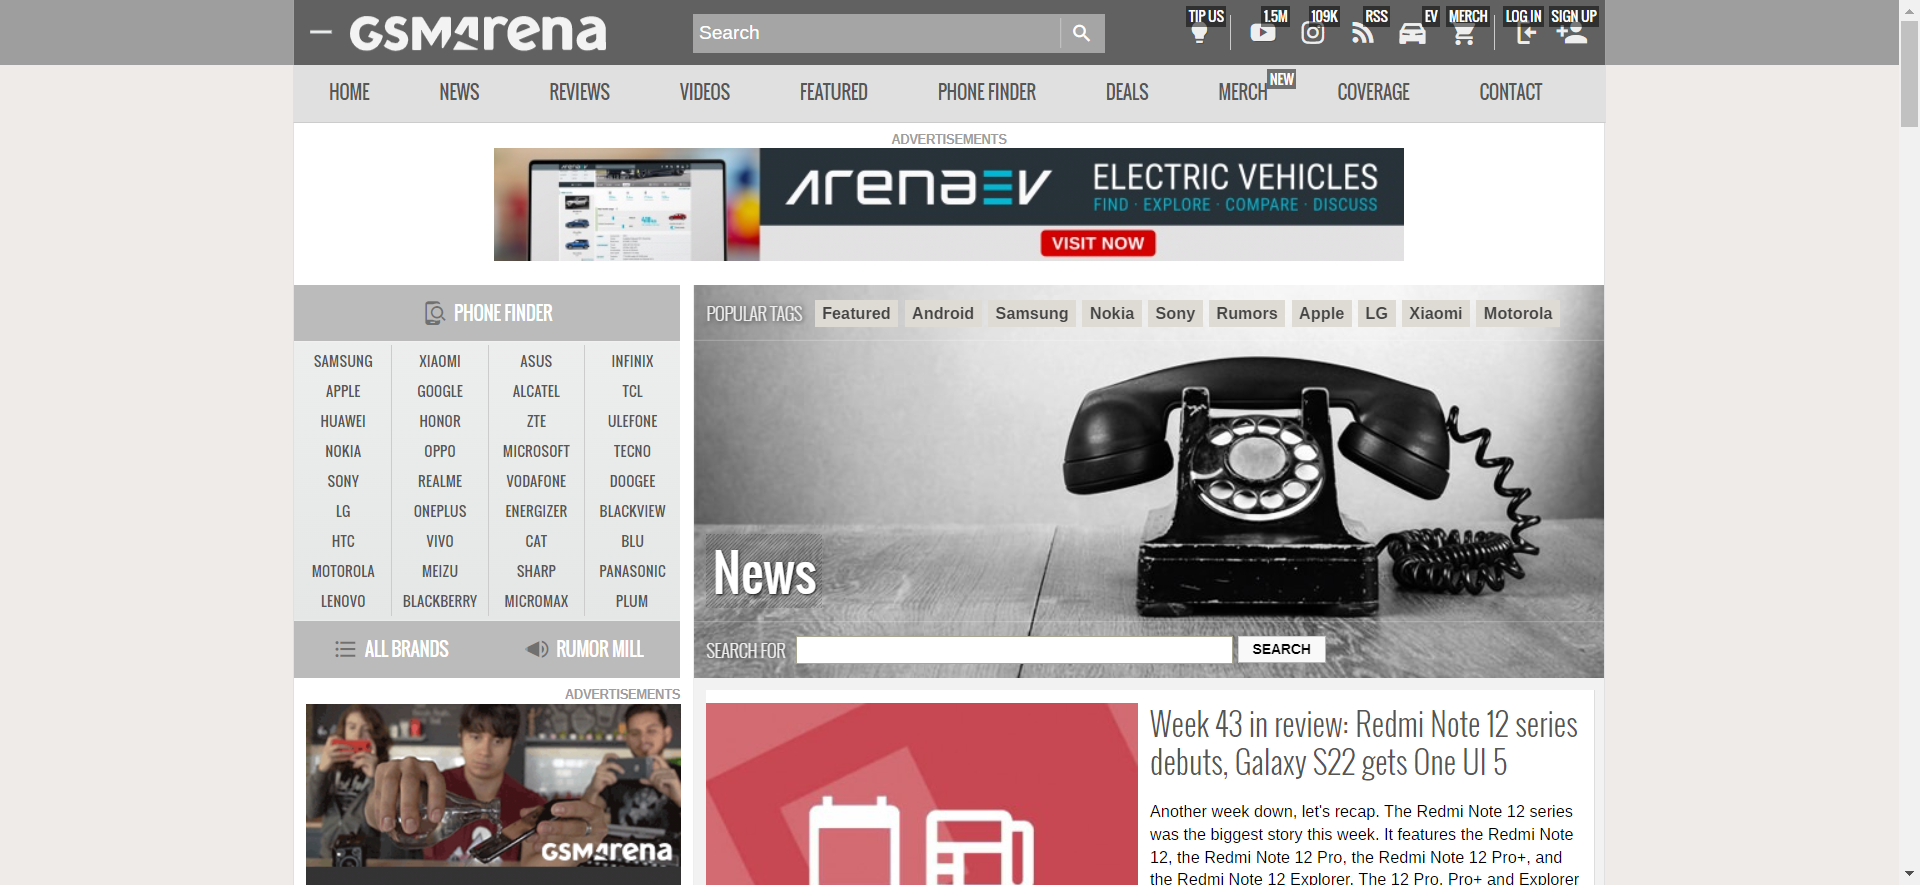 GSMArena
Search
TIP US
1.5M
109K
RSS
EV
MERCH
LOG IN
SIGN UP
HOME
NEWS
REVIEWS
VIDEOS
FEATURED
PHONE FINDER
DEALS
MERCH
NEW
COVERAGE
CONTACT
ADVERTISEMENTS
ArenaEV
ELECTRIC VEHICLES
FIND · EXPLORE · COMPARE · DISCUSS
VISIT NOW
PHONE FINDER
SAMSUNG XIAOMI ASUS INFINIX
APPLE GOOGLE ALCATEL TCL
HUAWEI HONOR ZTE ULEFONE
NOKIA OPPO MICROSOFT TECNO
SONY REALME VODAFONE DOOGEE
LG ONEPLUS ENERGIZER BLACKVIEW
HTC VIVO CAT BLU
MOTOROLA MEIZU SHARP PANASONIC
LENOVO BLACKBERRY MICROMAX PLUM
ALL BRANDS
RUMOR MILL
POPULAR TAGS Featured Android Samsung Nokia Sony Rumors Apple LG Xiaomi Motorola
News
SEARCH FOR
SEARCH
ADVERTISEMENTS
GSMArena
Week 43 in review: Redmi Note 12 series
debuts, Galaxy S22 gets One UI 5
Another week down, let's recap. The Redmi Note 12 series
was the biggest story this week. It features the Redmi Note
12, the Redmi Note 12 Pro, the Redmi Note 12 Pro+, and
the Redmi Note 12 Explorer. The 12 Pro, Pro+ and Explorer